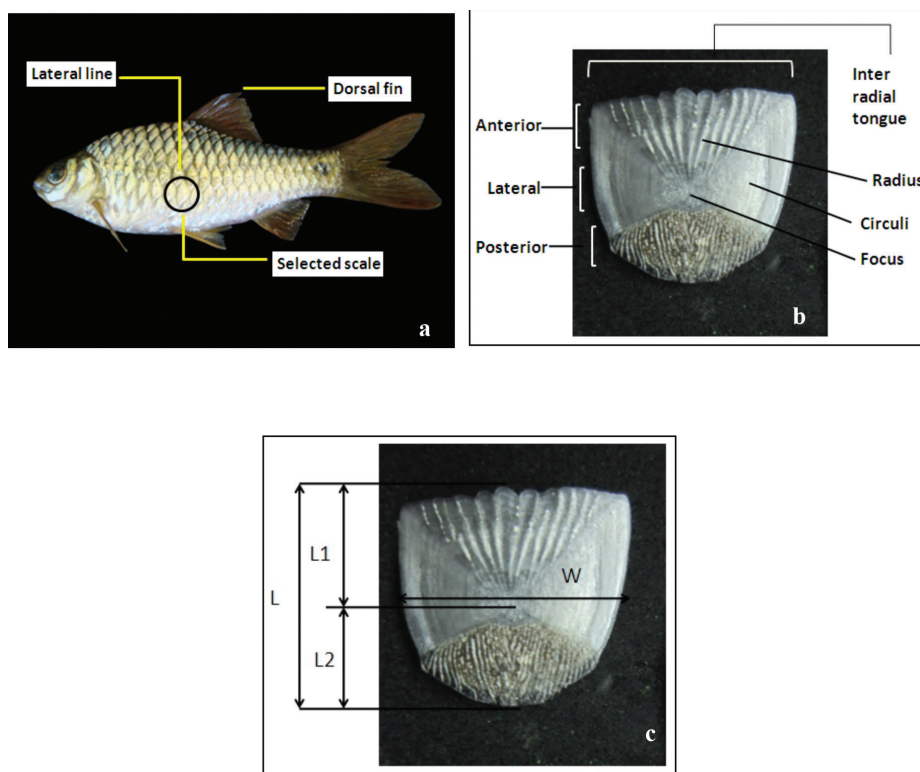 Lateral line
Dorsal fin
Selected scale
a
Inter
radial
tongue
Anterior
Lateral
Posterior
Radius
Circuli
Focus
b
L
L1
L2
W
c